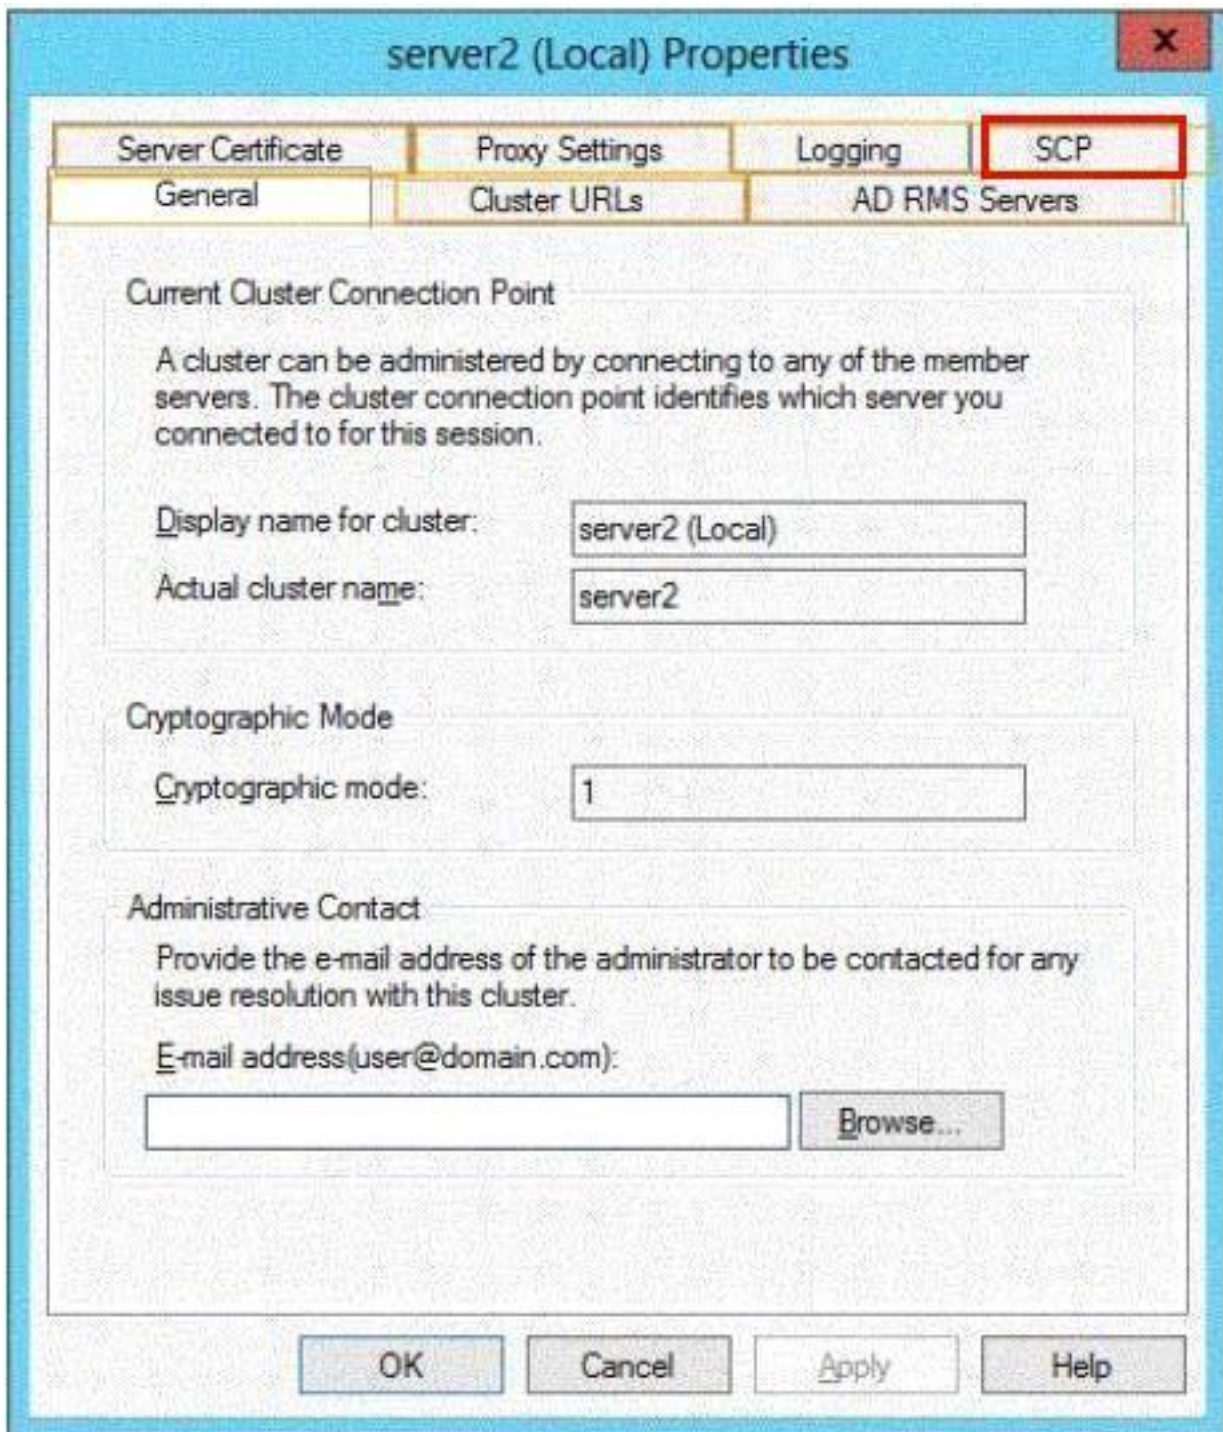 server2 (Local) Properties
x
Server Certificate Proxy Settings Logging SCP
General Cluster URLs AD RMS Servers
Current Cluster Connection Point
A cluster can be administered by connecting to any of the member
servers. The cluster connection point identifies which server you
connected to for this session.
Display name for cluster: server2 (Local)
Actual cluster name: server2
Cryptographic Mode
Cryptographic mode: 1
Administrative Contact
Provide the e-mail address of the administrator to be contacted for any
issue resolution with this cluster.
E-mail address(user@domain.com):
Browse...
OK Cancel Apply Help